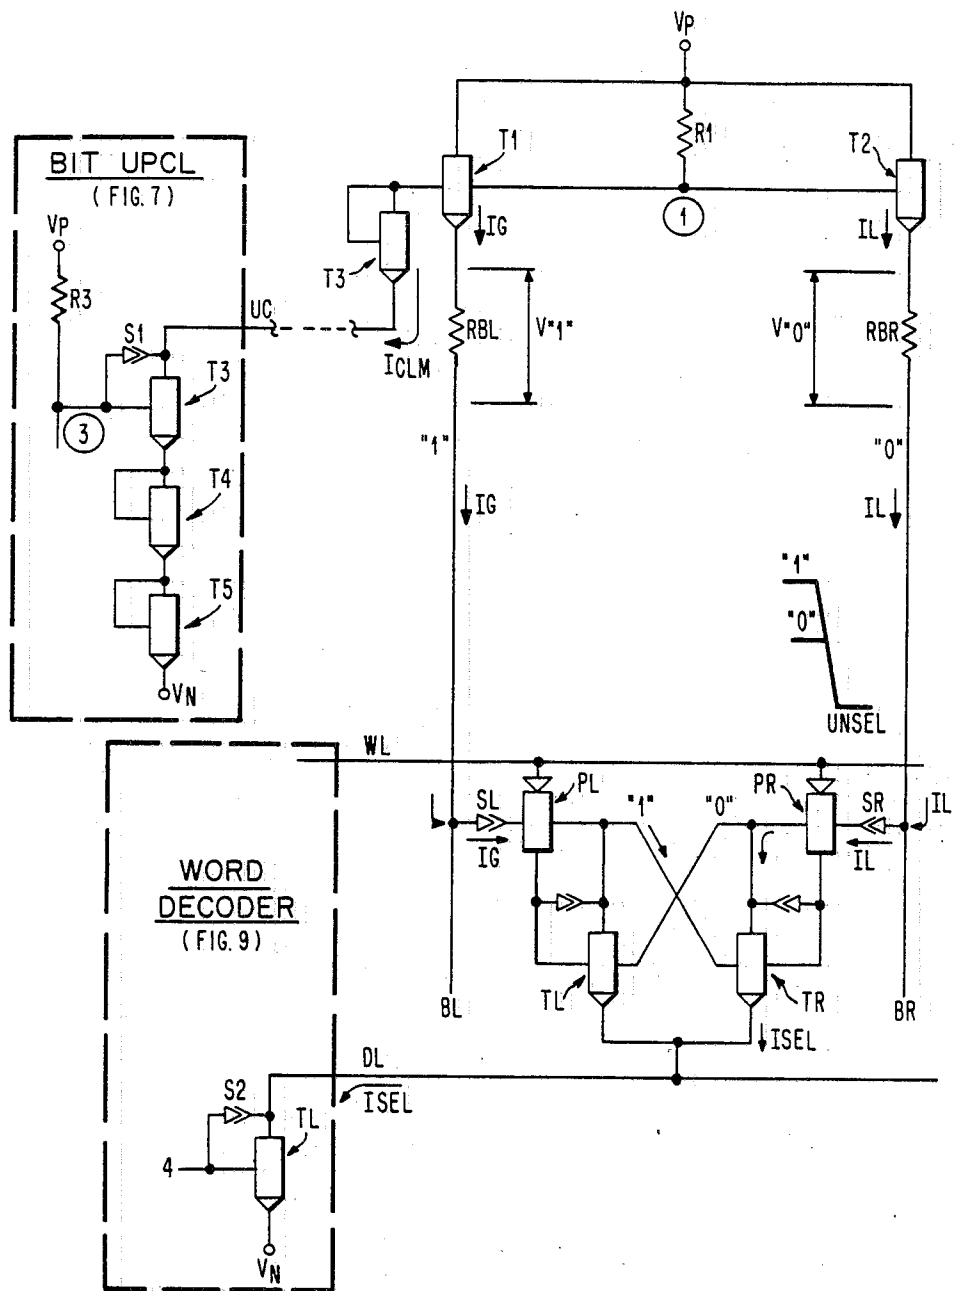 VP
BIT UPCL
(FIG. 7)
VP
R3
S1
UC
T3
3
T4
T5
VN
T1
R1
T2
1
T3
IG
IL
ICLM
RBL
V"1"
V"0"
RBR
"1"
"0"
IG
IL
"1"
"0"
UNSEL
WL
PL
PR
SL
"1"
"0"
SR
IL
IG
IL
WORD
DECODER
(FIG. 9)
TL
TR
BL
BR
ISEL
DL
ISEL
S2
TL
4
VN